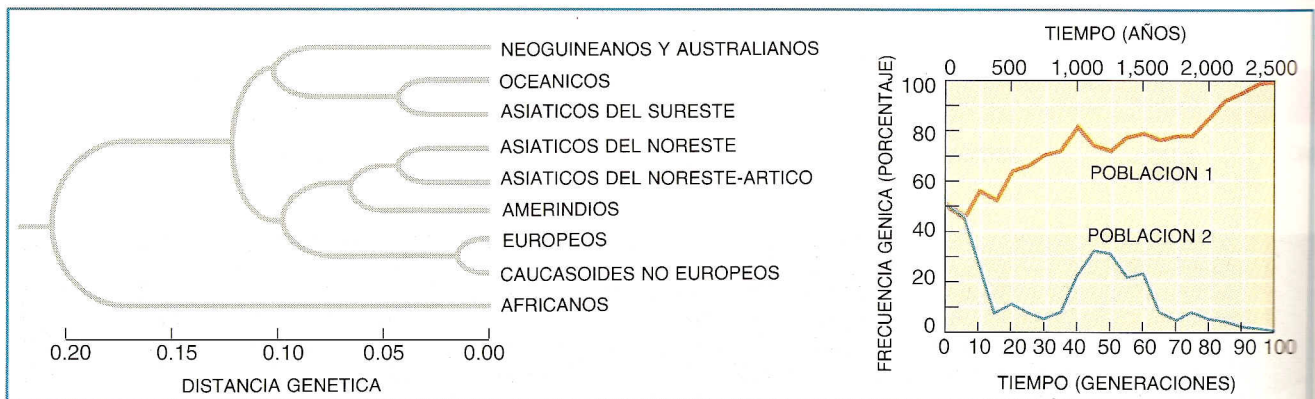 NEOGUINEANOS Y AUSTRALIANOS
OCEANICOS
ASIATICOS DEL SURESTE
ASIATICOS DEL NORESTE
ASIATICOS DEL NORESTE-ARTICO
AMERINDIOS
EUROPEOS
CAUCASOIDES NO EUROPEOS
AFRICANOS
0.20 0.15 0.10 0.05 0.00
DISTANCIA GENETICA
TIEMPO (AÑOS)
0 500 1,000 1,500 2,000 2,500
FRECUENCIA GENICA (PORCENTAJE)
100
80
60
40
20
0
POBLACION 1
POBLACION 2
0 10 20 30 40 50 60 70 80 90 100
TIEMPO (GENERACIONES)